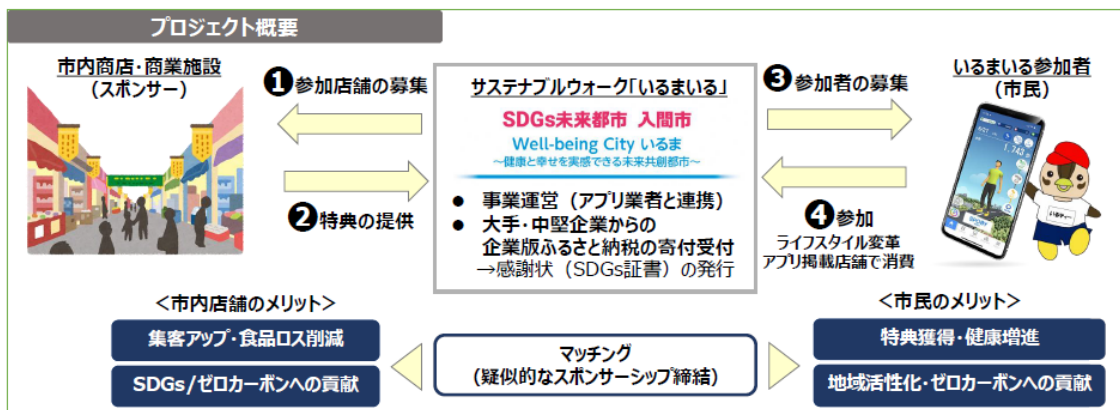 プロジェクト概要
市内商店・商業施設
(スポンサー)
❶参加店舗の募集
❷特典の提供
サステナブルウォーク「いるまいる」
SDGs未来都市 入間市
Well-being City いるま
～健康と幸せを実感できる未来共創都市～
● 事業運営（アプリ業者と連携）
● 大手・中堅企業からの
企業版ふるさと納税の寄付受付
→感謝状（SDGs証書）の発行
❸参加者の募集
❹参加
ライフスタイル変革
アプリ掲載店舗で消費
いるまいる参加者
(市民)
1,743
＜市内店舗のメリット＞
集客アップ・食品ロス削減
SDGs/ゼロカーボンへの貢献
マッチング
(疑似的なスポンサーシップ締結)
＜市民のメリット＞
特典獲得・健康増進
地域活性化・ゼロカーボンへの貢献